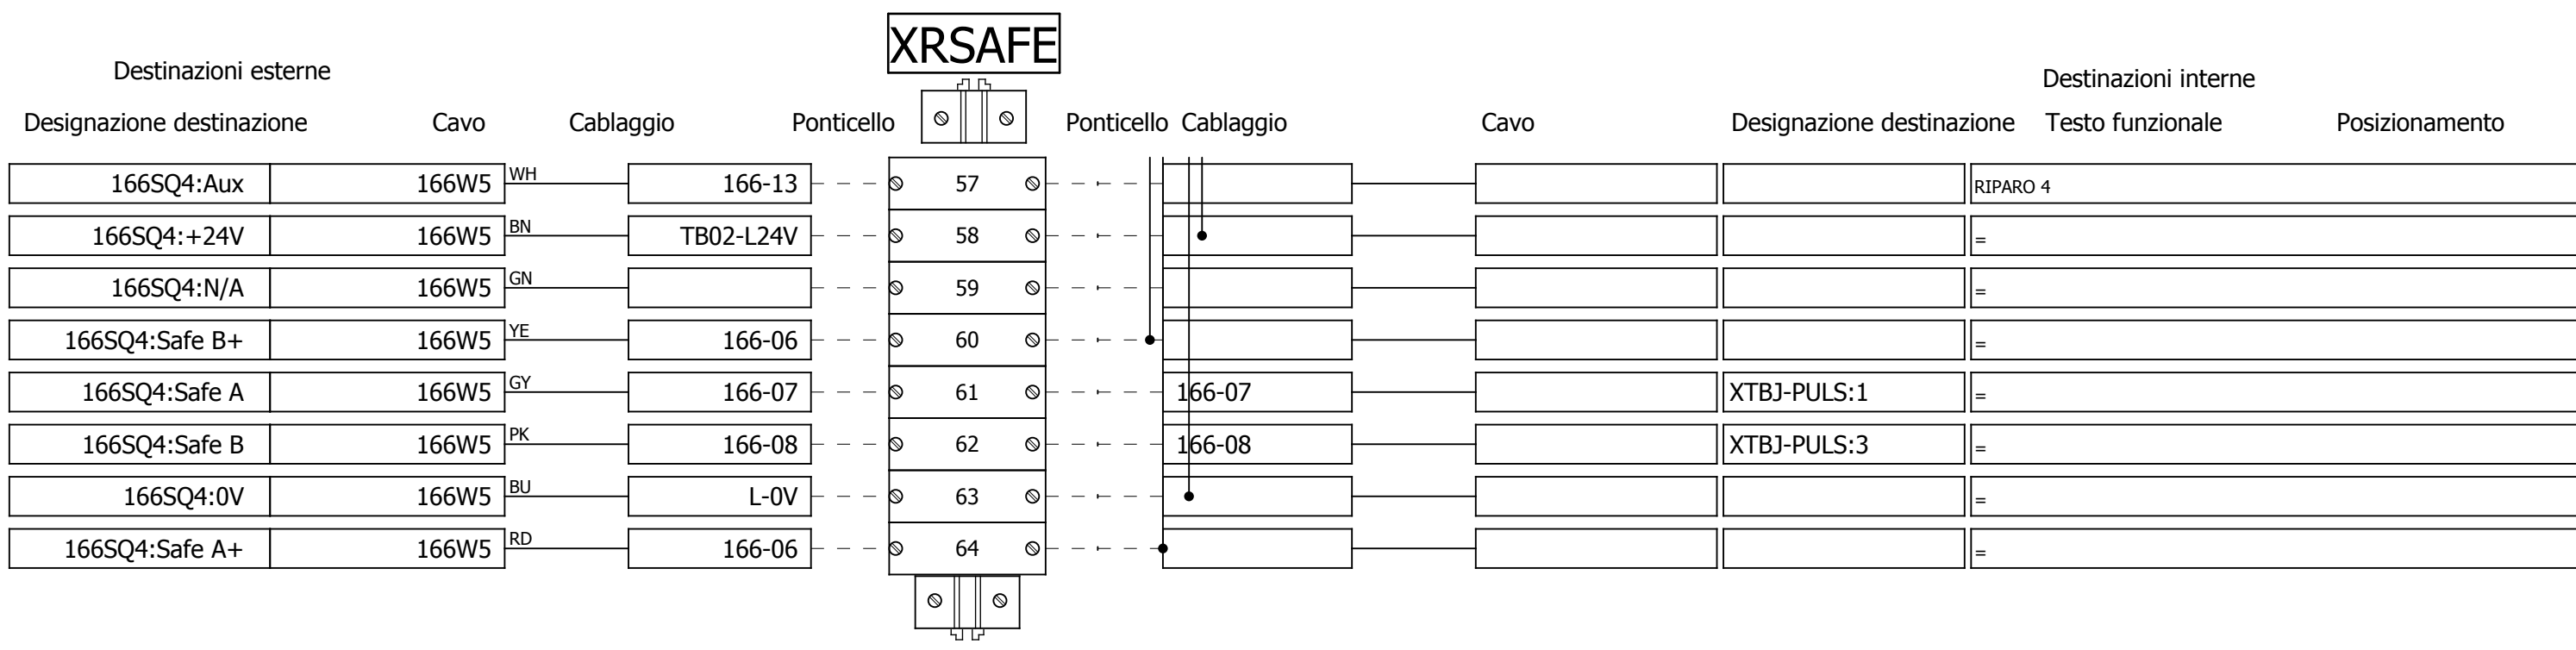 XRSAFE
Destinazioni esterne
Destinazioni interne
Designazione destinazione Cavo Cablaggio Ponticello Ponticello Cablaggio Cavo Designazione destinazione Testo funzionale Posizionamento
166SQ4:Aux 166W5 WH 166-13 57 RIPARO 4
166SQ4:+24V 166W5 BN TB02-L24V 58 =
166SQ4:N/A 166W5 GN 59 =
166SQ4:Safe B+ 166W5 YE 166-06 60 =
166SQ4:Safe A 166W5 GY 166-07 61 166-07 XTBJ-PULS:1 =
166SQ4:Safe B 166W5 PK 166-08 62 166-08 XTBJ-PULS:3 =
166SQ4:0V 166W5 BU L-0V 63 =
166SQ4:Safe A+ 166W5 RD 166-06 64 =